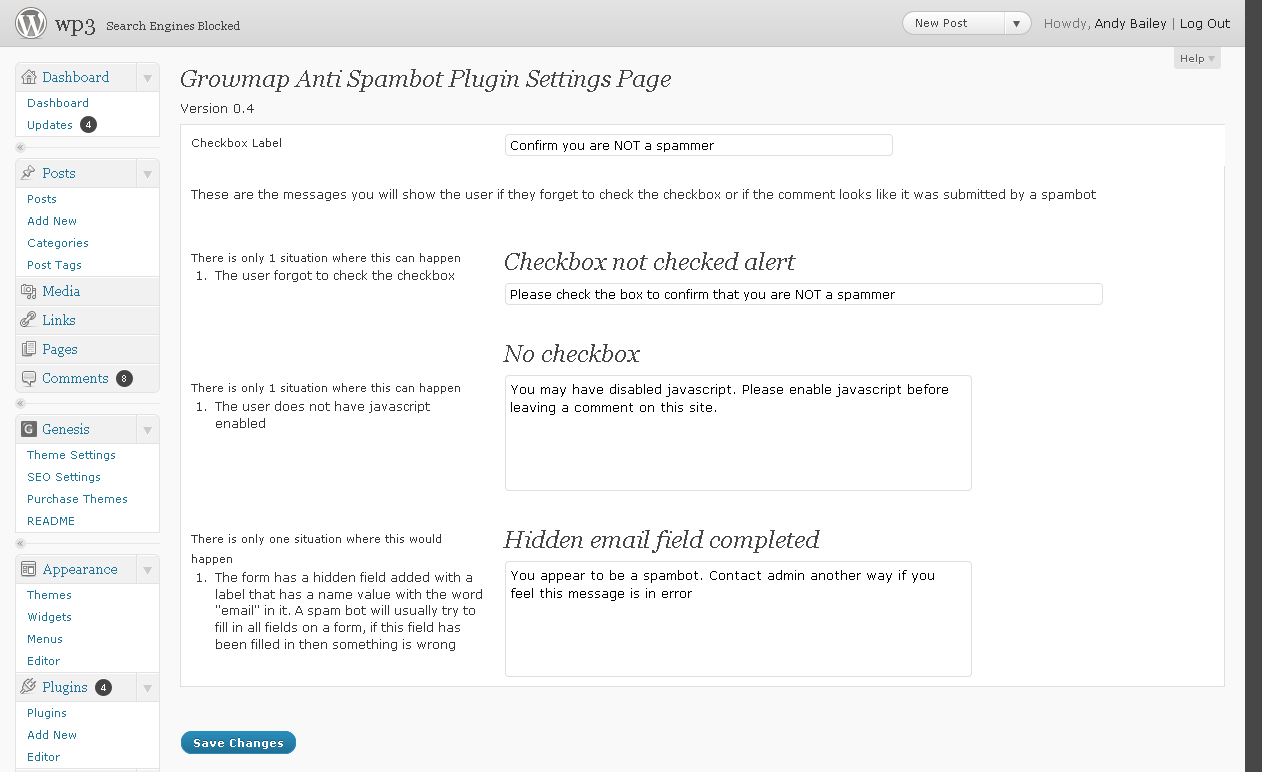 wp3 Search Engines Blocked
New Post
Howdy, Andy Bailey | Log Out
Help
Dashboard
Dashboard
Updates 4
Posts
Posts
Add New
Categories
Post Tags
Media
Links
Pages
Comments 8
G Genesis
Theme Settings
SEO Settings
Purchase Themes
README
Appearance
Themes
Widgets
Menus
Editor
Plugins 4
Plugins
Add New
Editor
Growmap Anti Spambot Plugin Settings Page
Version 0.4
Checkbox Label
Confirm you are NOT a spammer
These are the messages you will show the user if they forget to check the checkbox or if the comment looks like it was submitted by a spambot
There is only 1 situation where this can happen
1. The user forgot to check the checkbox
Checkbox not checked alert
Please check the box to confirm that you are NOT a spammer
No checkbox
There is only 1 situation where this can happen
1. The user does not have javascript
enabled
You may have disabled javascript. Please enable javascript before
leaving a comment on this site.
There is only one situation where this would
happen
1. The form has a hidden field added with a
label that has a name value with the word
"email" in it. A spam bot will usually try to
fill in all fields on a form, if this field has
been filled in then something is wrong
Hidden email field completed
You appear to be a spambot. Contact admin another way if you
feel this message is in error
Save Changes